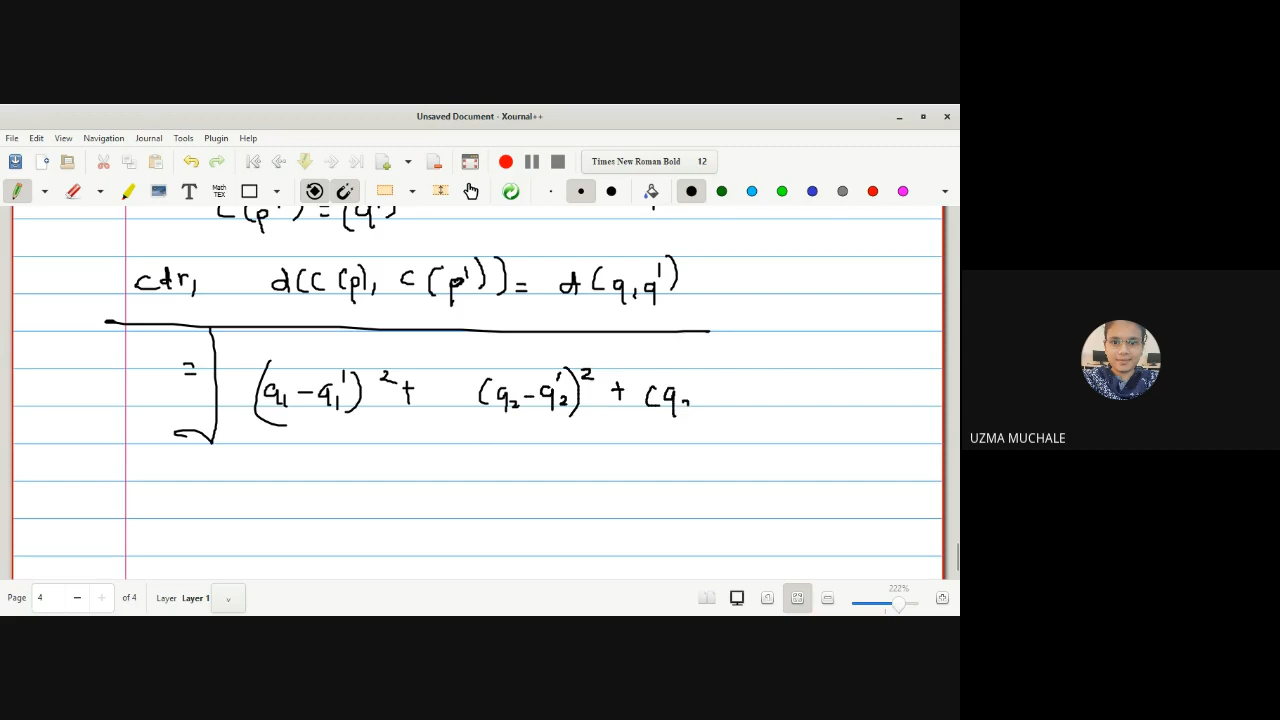 Unsaved Document - Xournal++
File Edit View Navigation Journal Tools Plugin Help
Times New Roman Bold 12
C(p') = (q')
cdr, d(C(p), C(p')) = d(q,q')
= √ (q1 - q1')² + (q2 - q2')² + (q
UZMA MUCHALE
Page 4 of 4 Layer Layer 1 222%